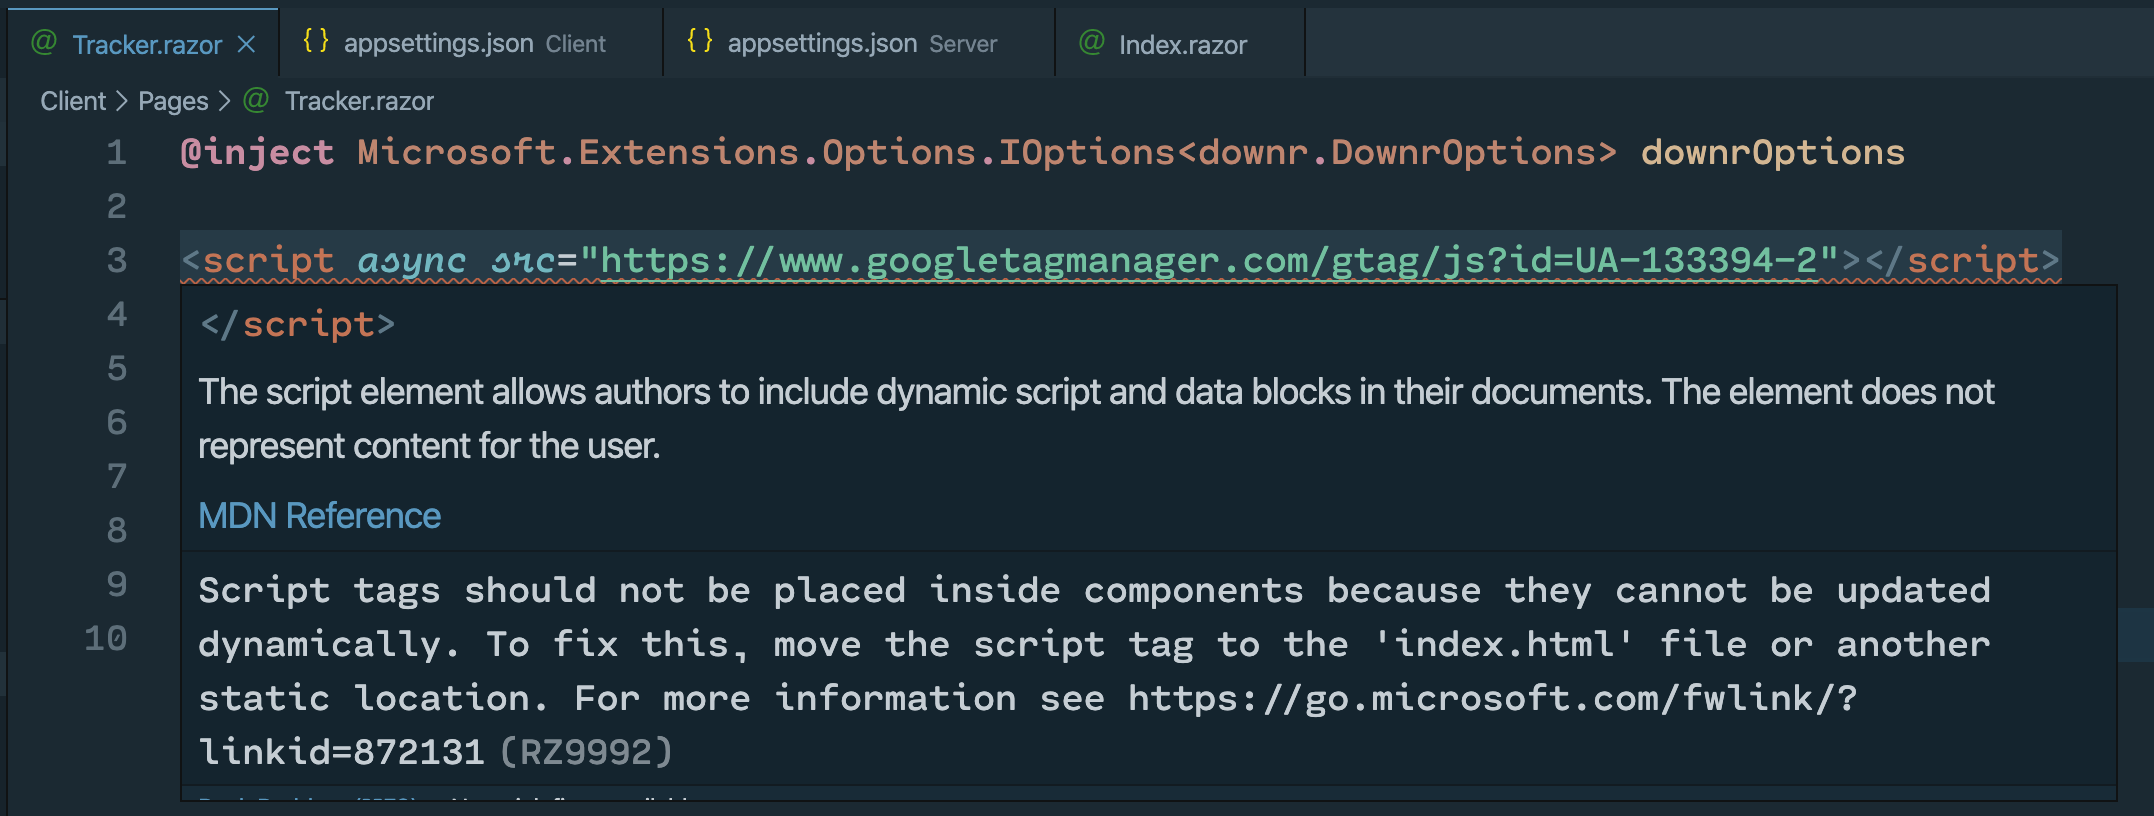 @ Tracker.razor × {} appsettings.json Client {} appsettings.json Server @ Index.razor
Client > Pages > @ Tracker.razor
1 @inject Microsoft.Extensions.Options.IOptions<downr.DownrOptions> downrOptions
2
3 <script async src="https://www.googletagmanager.com/gtag/js?id=UA-133394-2"></script>
4 </script>
5 The script element allows authors to include dynamic script and data blocks in their documents. The element does not
6 represent content for the user.
7
MDN Reference
8
9 Script tags should not be placed inside components because they cannot be updated
10 dynamically. To fix this, move the script tag to the 'index.html' file or another
static location. For more information see https://go.microsoft.com/fwlink/?
linkid=872131 (RZ9992)